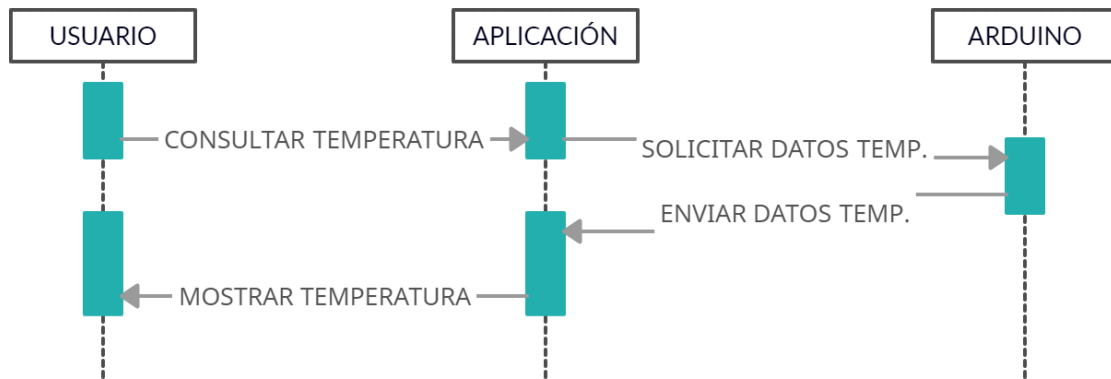 USUARIO
APLICACIÓN
ARDUINO
CONSULTAR TEMPERATURA
SOLICITAR DATOS TEMP.
ENVIAR DATOS TEMP.
MOSTRAR TEMPERATURA